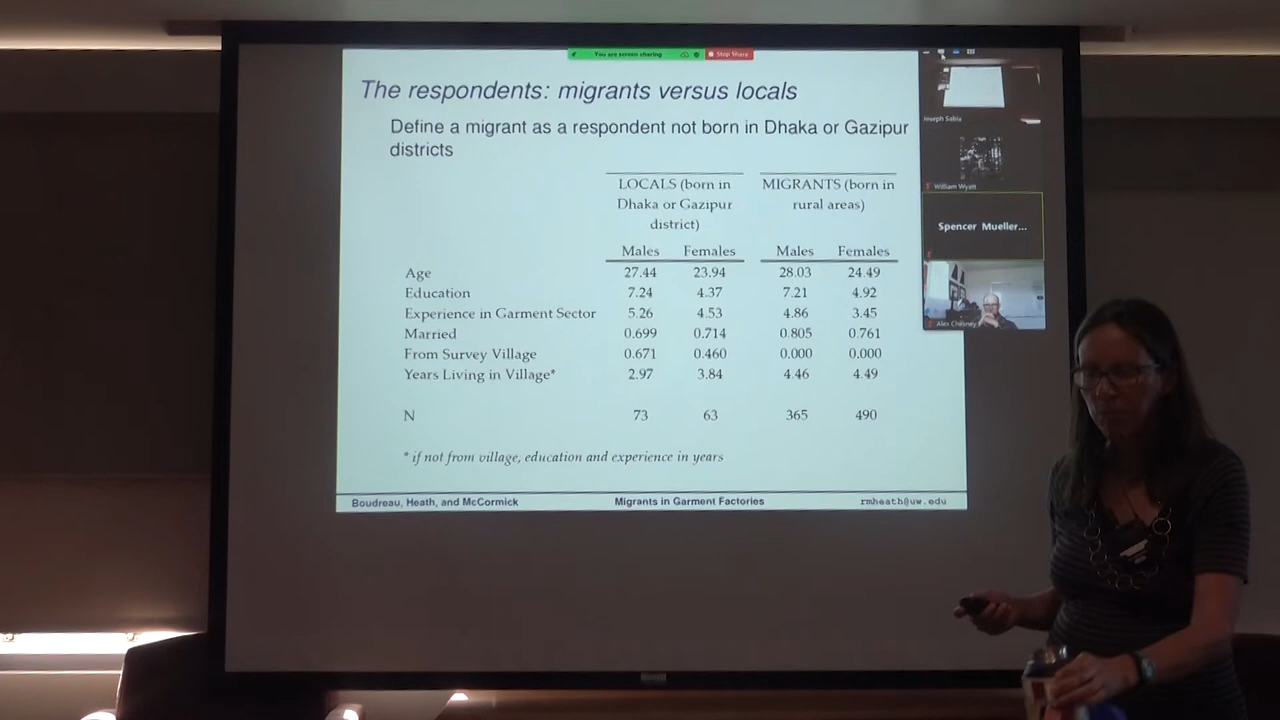 You are screen sharing
Stop Share
The respondents: migrants versus locals
Define a migrant as a respondent not born in Dhaka or Gazipur
districts
LOCALS (born in MIGRANTS (born in
Dhaka or Gazipur rural areas)
district)
Males Females Males Females
Age 27.44 23.94 28.03 24.49
Education 7.24 4.37 7.21 4.92
Experience in Garment Sector 5.26 4.53 4.86 3.45
Married 0.699 0.714 0.805 0.761
From Survey Village 0.671 0.460 0.000 0.000
Years Living in Village* 2.97 3.84 4.46 4.49
N 73 63 365 490
* if not from village, education and experience in years
Boudreau, Heath, and McCormick Migrants in Garment Factories rmheath@uw.edu
Joseph Sabia
William Wyatt
Spencer Mueller...
Alex Chesney